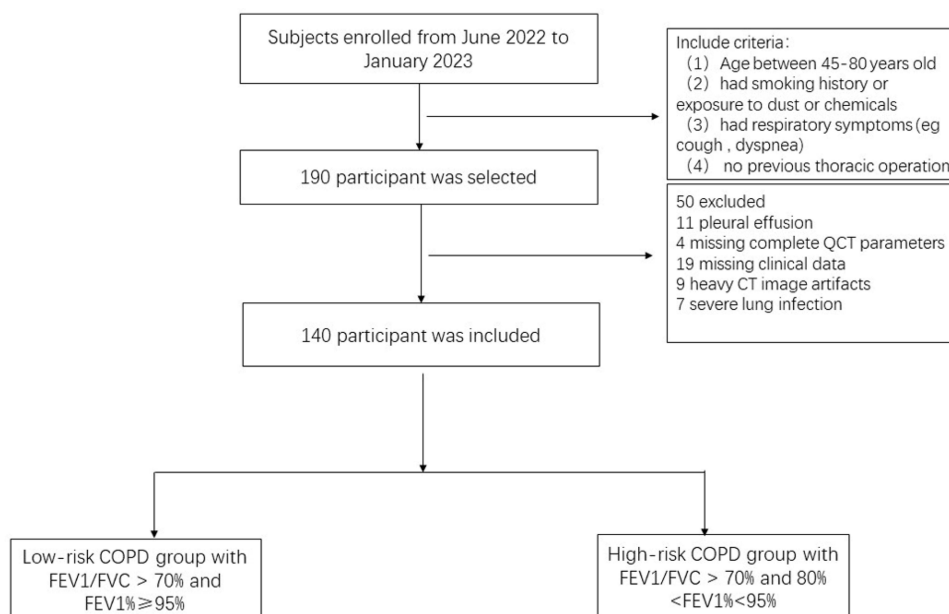 Subjects enrolled from June 2022 to
January 2023
Include criteria：
（1） Age between 45-80 years old
（2） had smoking history or
exposure to dust or chemicals
（3） had respiratory symptoms (eg
cough , dyspnea)
（4） no previous thoracic operation
190 participant was selected
50 excluded
11 pleural effusion
4 missing complete QCT parameters
19 missing clinical data
9 heavy CT image artifacts
7 severe lung infection
140 participant was included
Low-risk COPD group with
FEV1/FVC > 70% and
FEV1%≥95%
High-risk COPD group with
FEV1/FVC > 70% and 80%
<FEV1%<95%